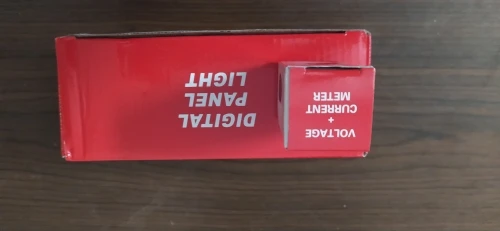 DIGITAL
PANEL
LIGHT
VOLTAGE
+
CURRENT
METER